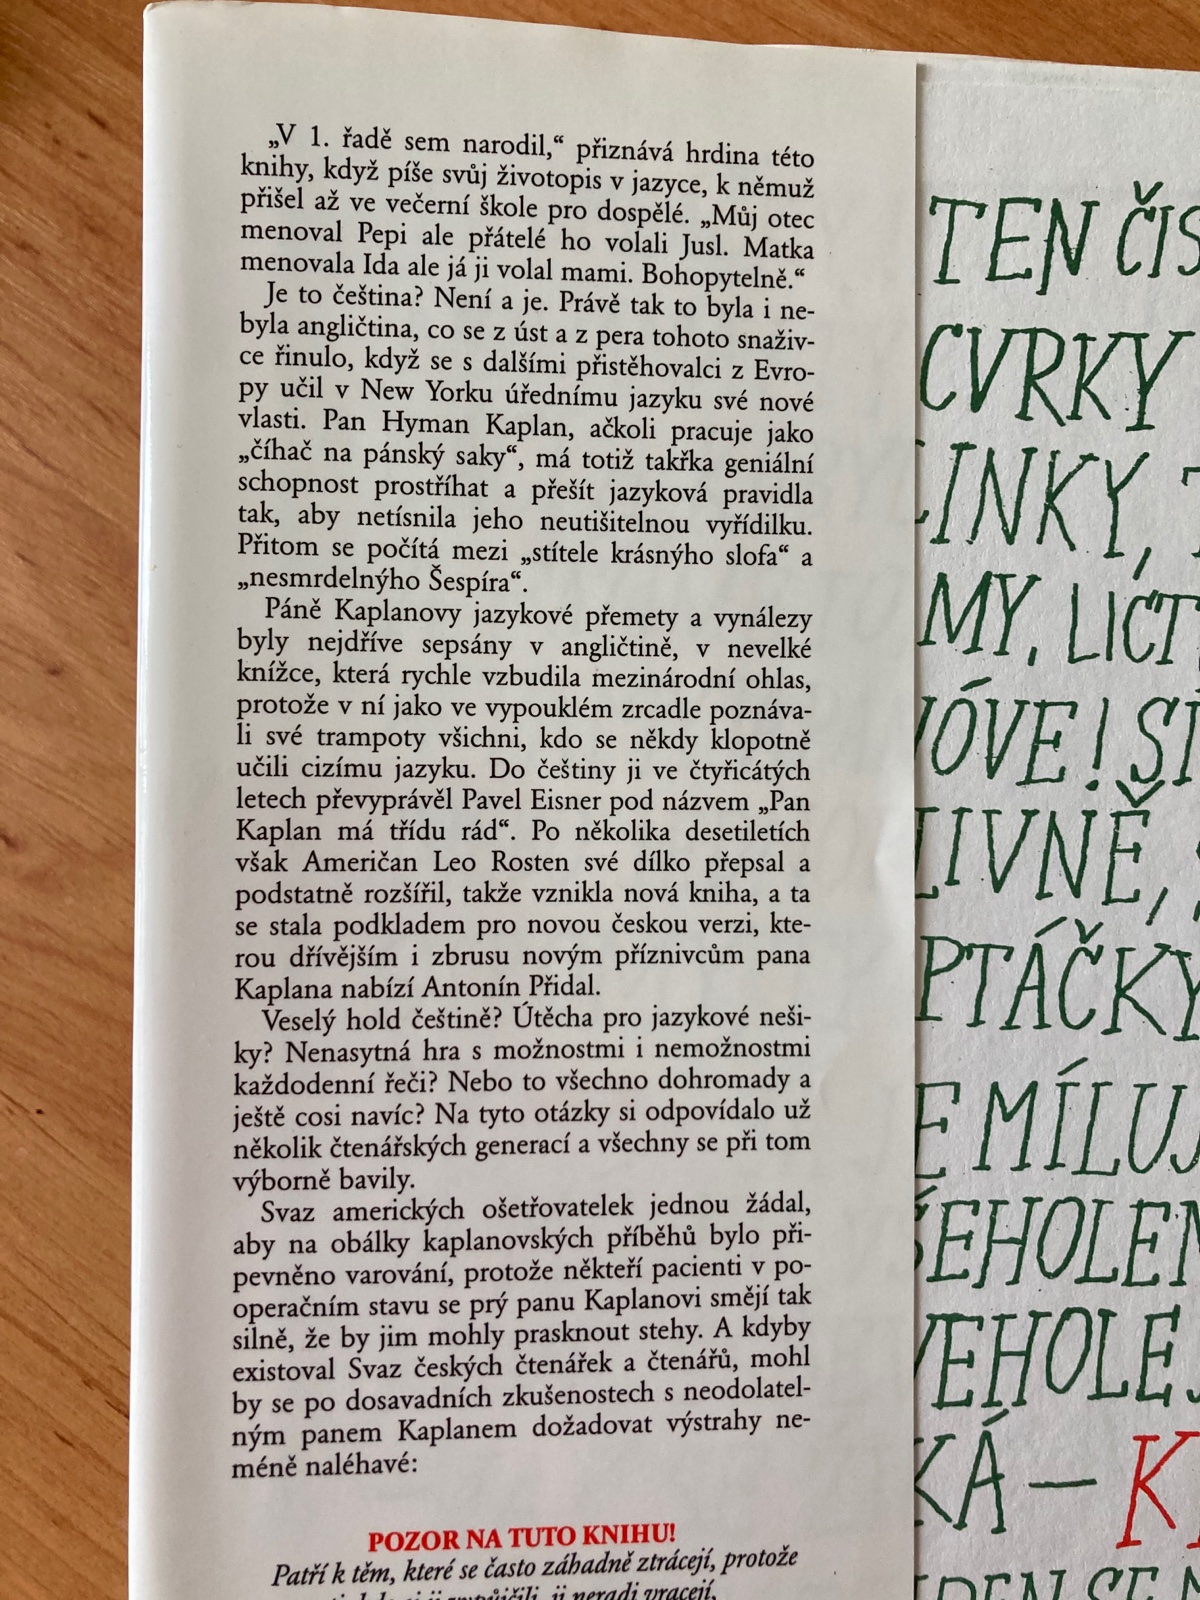 „V 1. řadě sem narodil,“ přiznává hrdina této
knihy, když píše svůj životopis v jazyce, k němuž
přišel až ve večerní škole pro dospělé. „Můj otec
menoval Pepi ale přátelé ho volali Jusl. Matka
menovala Ida ale já ji volal mami. Bohopytelně.“
Je to čeština? Není a je. Právě tak to byla i ne-
byla angličtina, co se z úst a z pera tohoto snaživ-
ce řinulo, když se s dalšími přistěhovalci z Evro-
py učil v New Yorku úřednímu jazyku své nové
vlasti. Pan Hyman Kaplan, ačkoli pracuje jako
„číhač na pánský saky“, má totiž takřka geniální
schopnost prostříhat a přešít jazyková pravidla
tak, aby netísnila jeho neutišitelnou vyřídilku.
Přitom se počítá mezi „stítele krásnýho slofa“ a
„nesmrdelnýho Šespíra“.
Páně Kaplanovy jazykové přemety a vynálezy
byly nejdříve sepsány v angličtině, v nevelké
knížce, která rychle vzbudila mezinárodní ohlas,
protože v ní jako ve vypouklém zrcadle poznáva-
li své trampoty všichni, kdo se někdy klopotně
učili cizímu jazyku. Do češtiny ji ve čtyřicátých
letech převyprávěl Pavel Eisner pod názvem „Pan
Kaplan má třídu rád“. Po několika desetiletích
však Američan Leo Rosten své dílko přepsal a
podstatně rozšířil, takže vznikla nová kniha, a ta
se stala podkladem pro novou českou verzi, kte-
rou dřívějším i zbrusu novým příznivcům pana
Kaplana nabízí Antonín Přidal.
Veselý hold češtině? Útěcha pro jazykové neši-
ky? Nenasytná hra s možnostmi i nemožnostmi
každodenní řeči? Nebo to všechno dohromady a
ještě cosi navíc? Na tyto otázky si odpovídalo už
několik čtenářských generací a všechny se při tom
výborně bavily.
Svaz amerických ošetřovatelek jednou žádal,
aby na obálky kaplanovských příběhů bylo při-
pevněno varování, protože někteří pacienti v po-
operačním stavu se prý panu Kaplanovi smějí tak
silně, že by jim mohly prasknout stehy. A kdyby
existoval Svaz českých čtenářek a čtenářů, mohl
by se po dosavadních zkušenostech s neodolatel-
ným panem Kaplanem dožadovat výstrahy ne-
méně naléhavé:
POZOR NA TUTO KNIHU!
Patří k těm, které se často záhadně ztrácejí, protože
ji neradi vracejí,
TEN ČIS
CVRKY
LINKY,
MY, LICT
ÓVE! SI
LIVNĚ,
PTÁČKY
E MÍLUJ
ŠEHOLEN
VEHOLEJ
KÁ — K